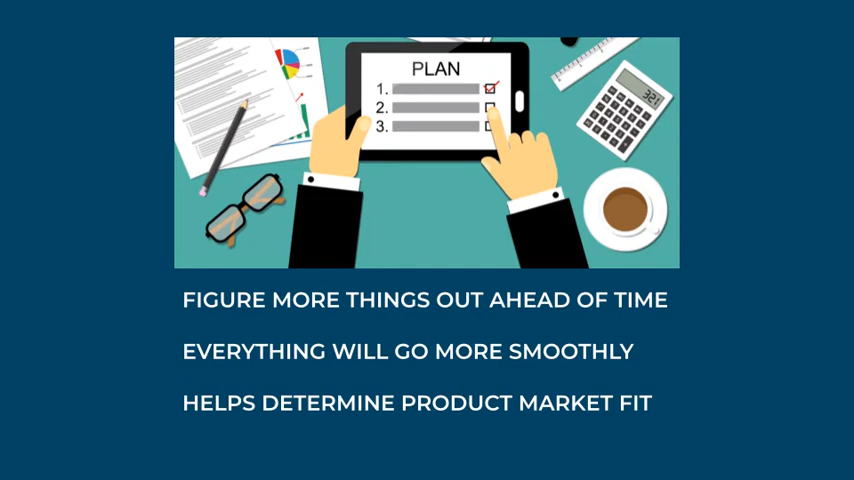 PLAN
1.
2.
3.
321
FIGURE MORE THINGS OUT AHEAD OF TIME
EVERYTHING WILL GO MORE SMOOTHLY
HELPS DETERMINE PRODUCT MARKET FIT